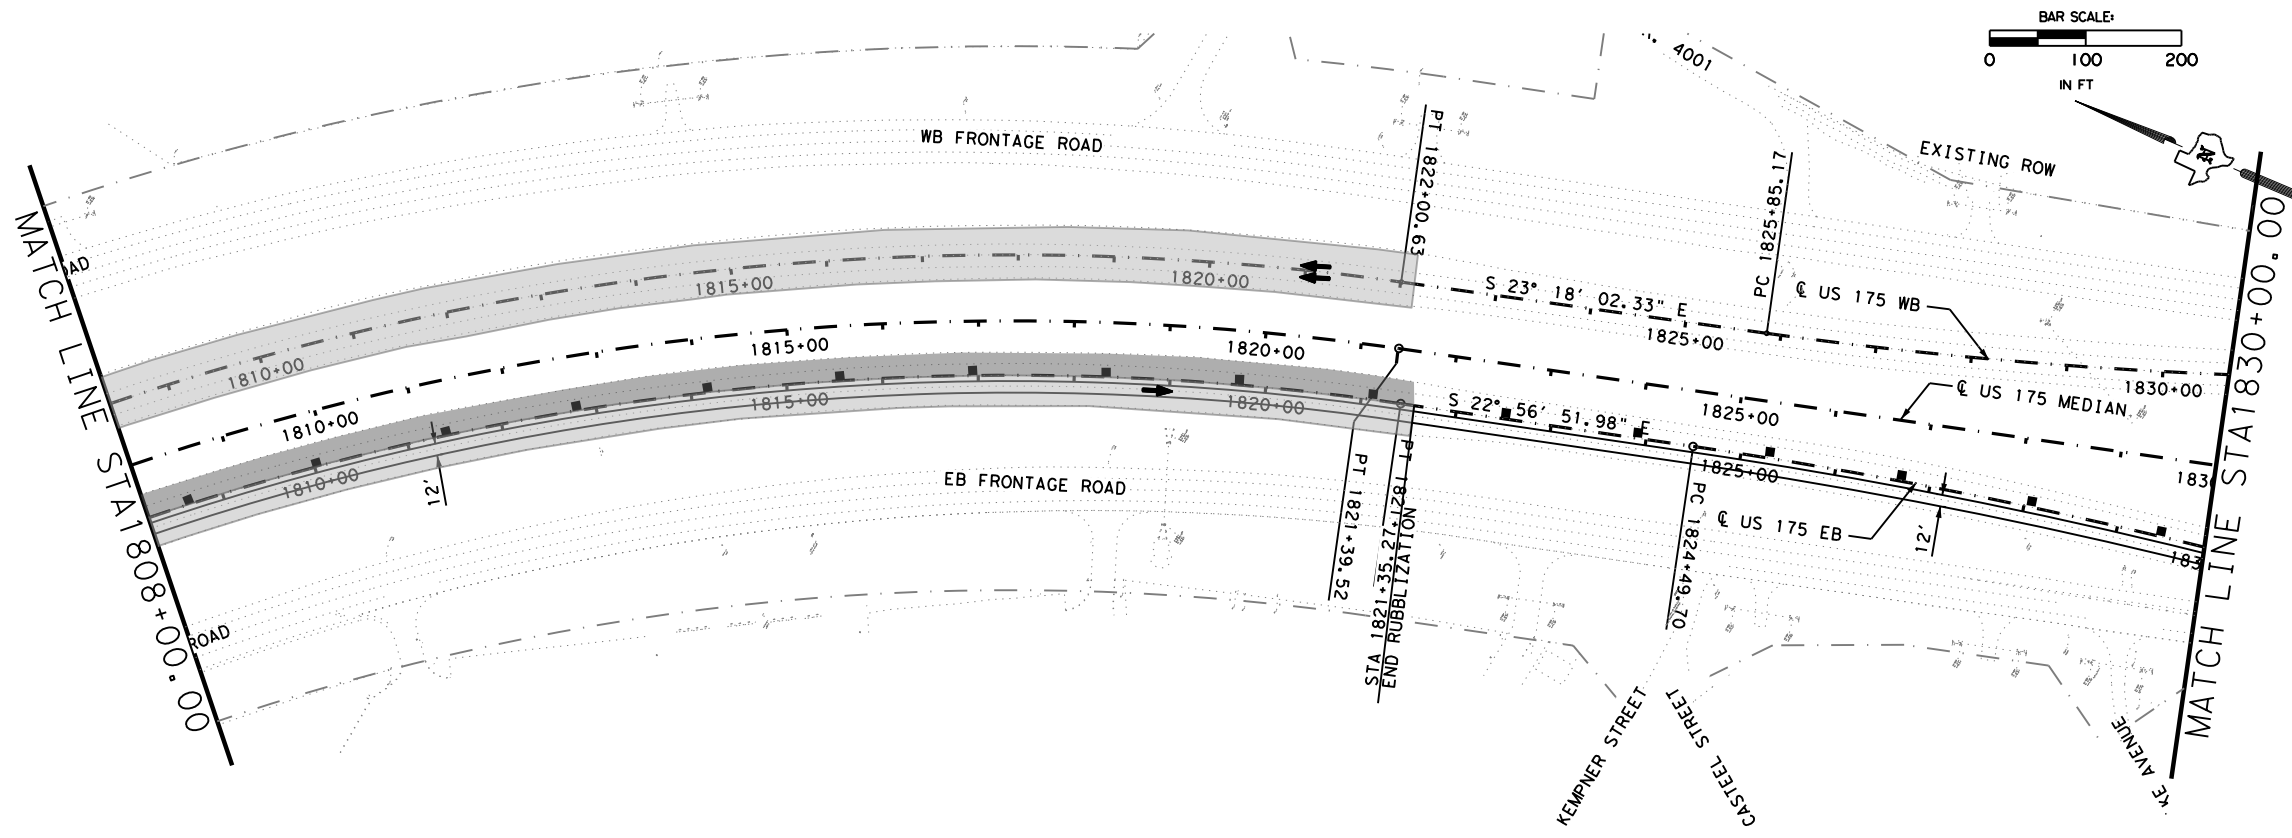 BAR SCALE:
0 100 200
IN FT
4001
WB FRONTAGE ROAD
EXISTING ROW
N
PT 1822+00.63
PC 1825+85.17
MATCH LINE STA1808+00.00
MATCH LINE STA1830+00.00
1810+00
1815+00
1820+00
S 23° 18' 02.33" E
1825+00
℄ US 175 WB
1830+00
1810+00
1815+00
1820+00
1825+00
℄ US 175 MEDIAN
1810+00
12'
1815+00
1820+00
S 22° 56' 51.98" E
1825+00
℄ US 175 EB
12'
EB FRONTAGE ROAD
ROAD
PT 1821+39.52
STA 1821+35.27
END RUBBLIZATION
PC 1824+49.70
KEMPNER STREET
CASTEEL STREET
AVENUE